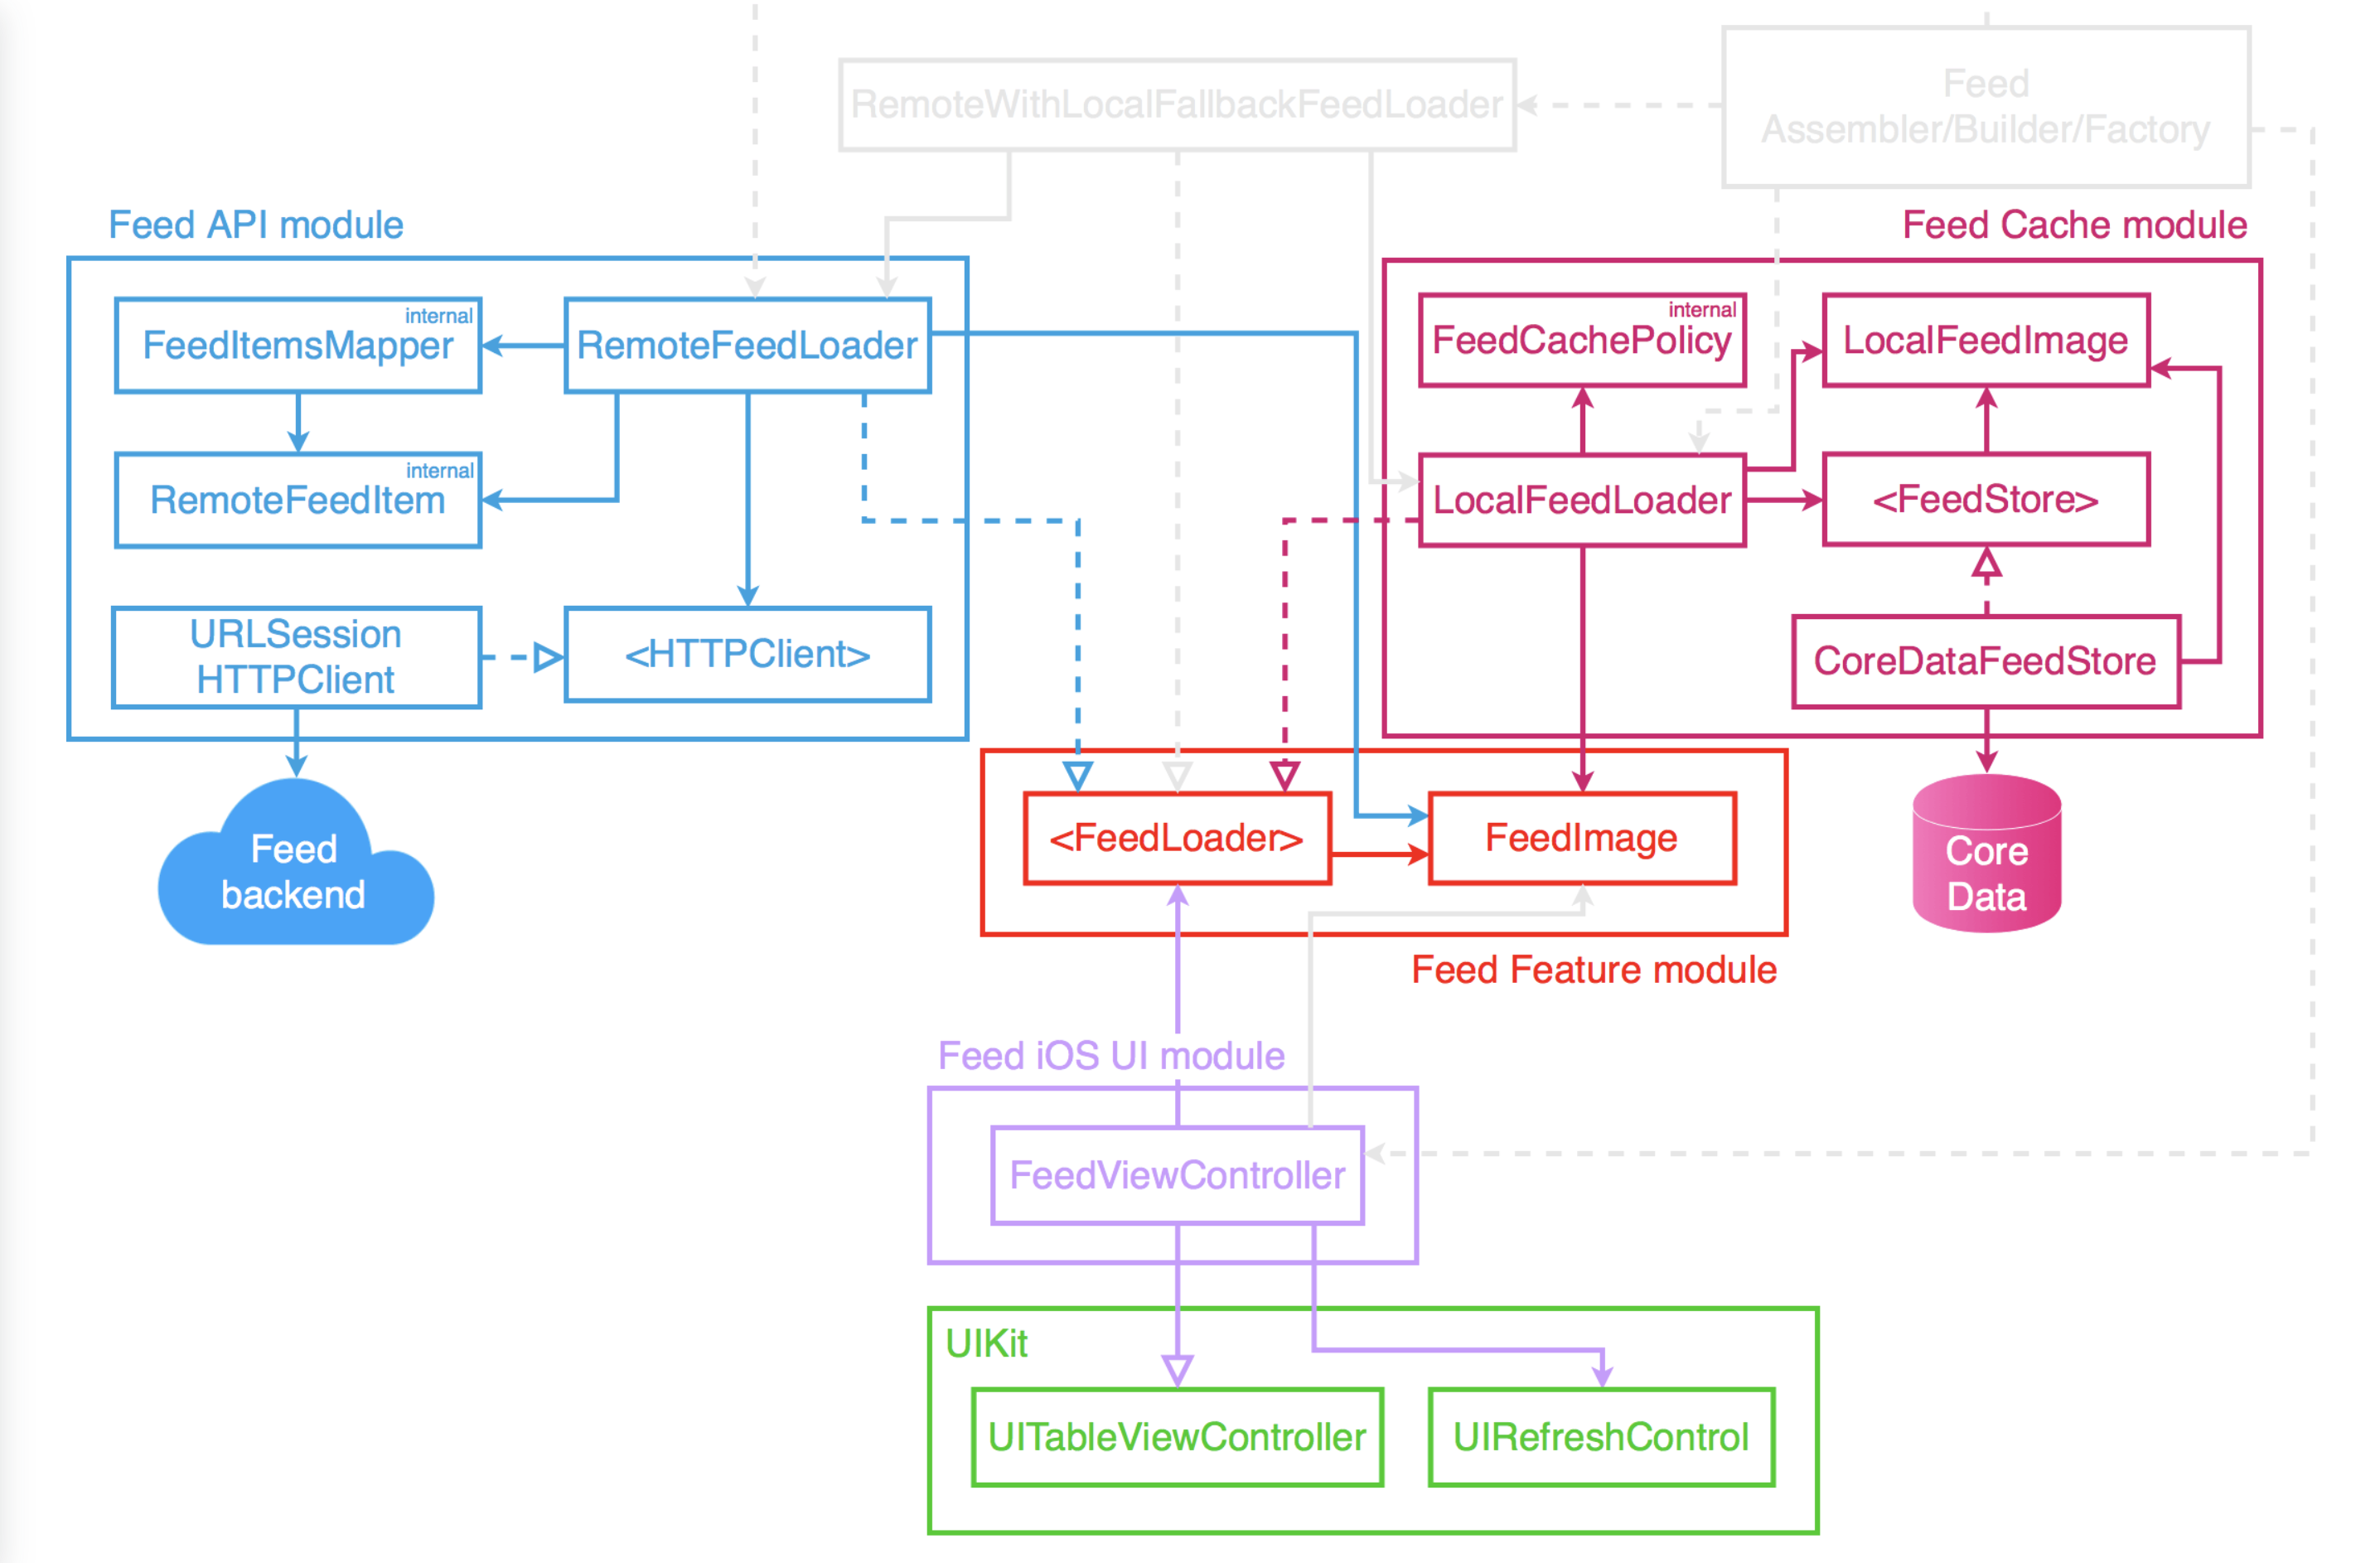 RemoteWithLocalFallbackFeedLoader
Feed
Assembler/Builder/Factory
Feed API module
Feed Cache module
internal
FeedItemsMapper
RemoteFeedLoader
internal
FeedCachePolicy
LocalFeedImage
internal
RemoteFeedItem
LocalFeedLoader
<FeedStore>
URLSession
HTTPClient
<HTTPClient>
CoreDataFeedStore
Feed
backend
<FeedLoader>
FeedImage
Core
Data
Feed Feature module
Feed iOS UI module
FeedViewController
UIKit
UITableViewController
UIRefreshControl